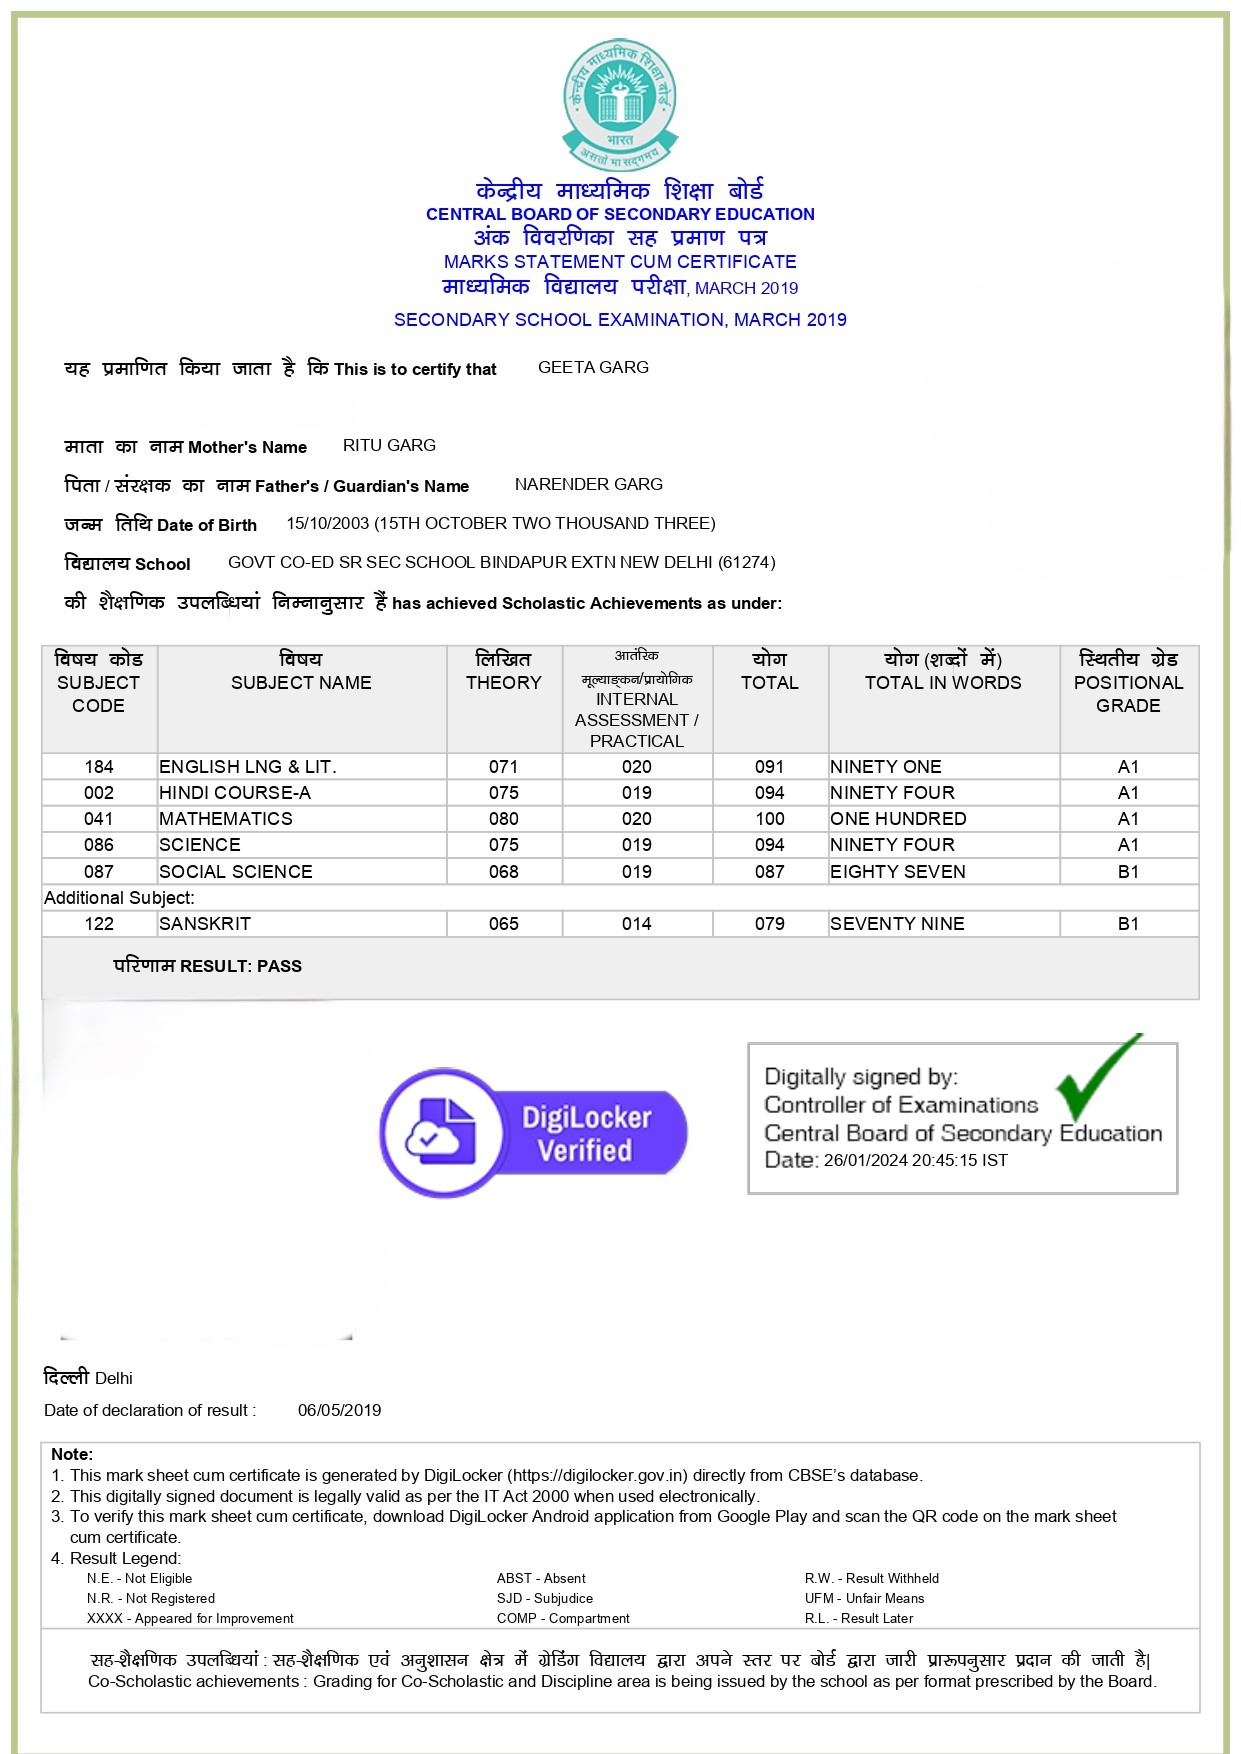 केन्द्रीय माध्यमिक शिक्षा बोर्ड
भारत
असतो मा सद्गमय
केन्द्रीय माध्यमिक शिक्षा बोर्ड
CENTRAL BOARD OF SECONDARY EDUCATION
अंक विवरणिका सह प्रमाण पत्र
MARKS STATEMENT CUM CERTIFICATE
माध्यमिक विद्यालय परीक्षा, MARCH 2019
SECONDARY SCHOOL EXAMINATION, MARCH 2019
यह प्रमाणित किया जाता है कि This is to certify that GEETA GARG
माता का नाम Mother's Name RITU GARG
पिता / संरक्षक का नाम Father's / Guardian's Name NARENDER GARG
जन्म तिथि Date of Birth 15/10/2003 (15TH OCTOBER TWO THOUSAND THREE)
विद्यालय School GOVT CO-ED SR SEC SCHOOL BINDAPUR EXTN NEW DELHI (61274)
की शैक्षणिक उपलब्धियां निम्नानुसार हैं has achieved Scholastic Achievements as under:
विषय कोड SUBJECT CODE विषय SUBJECT NAME लिखित THEORY आतंरिक मूल्याङ्कन/प्रायोगिक INTERNAL ASSESSMENT / PRACTICAL योग TOTAL योग (शब्दों में) TOTAL IN WORDS स्थितीय ग्रेड POSITIONAL GRADE
184 ENGLISH LNG & LIT. 071 020 091 NINETY ONE A1
002 HINDI COURSE-A 075 019 094 NINETY FOUR A1
041 MATHEMATICS 080 020 100 ONE HUNDRED A1
086 SCIENCE 075 019 094 NINETY FOUR A1
087 SOCIAL SCIENCE 068 019 087 EIGHTY SEVEN B1
Additional Subject:
122 SANSKRIT 065 014 079 SEVENTY NINE B1
परिणाम RESULT: PASS
DigiLocker
Verified
Digitally signed by:
Controller of Examinations
Central Board of Secondary Education
Date: 26/01/2024 20:45:15 IST
दिल्ली Delhi
Date of declaration of result : 06/05/2019
Note:
1. This mark sheet cum certificate is generated by DigiLocker (https://digilocker.gov.in) directly from CBSE's database.
2. This digitally signed document is legally valid as per the IT Act 2000 when used electronically.
3. To verify this mark sheet cum certificate, download DigiLocker Android application from Google Play and scan the QR code on the mark sheet
cum certificate.
4. Result Legend:
N.E. - Not Eligible ABST - Absent R.W. - Result Withheld
N.R. - Not Registered SJD - Subjudice UFM - Unfair Means
XXXX - Appeared for Improvement COMP - Compartment R.L. - Result Later
सह-शैक्षणिक उपलब्धियां : सह-शैक्षणिक एवं अनुशासन क्षेत्र में ग्रेडिंग विद्यालय द्वारा अपने स्तर पर बोर्ड द्वारा जारी प्रारूपनुसार प्रदान की जाती है|
Co-Scholastic achievements : Grading for Co-Scholastic and Discipline area is being issued by the school as per format prescribed by the Board.